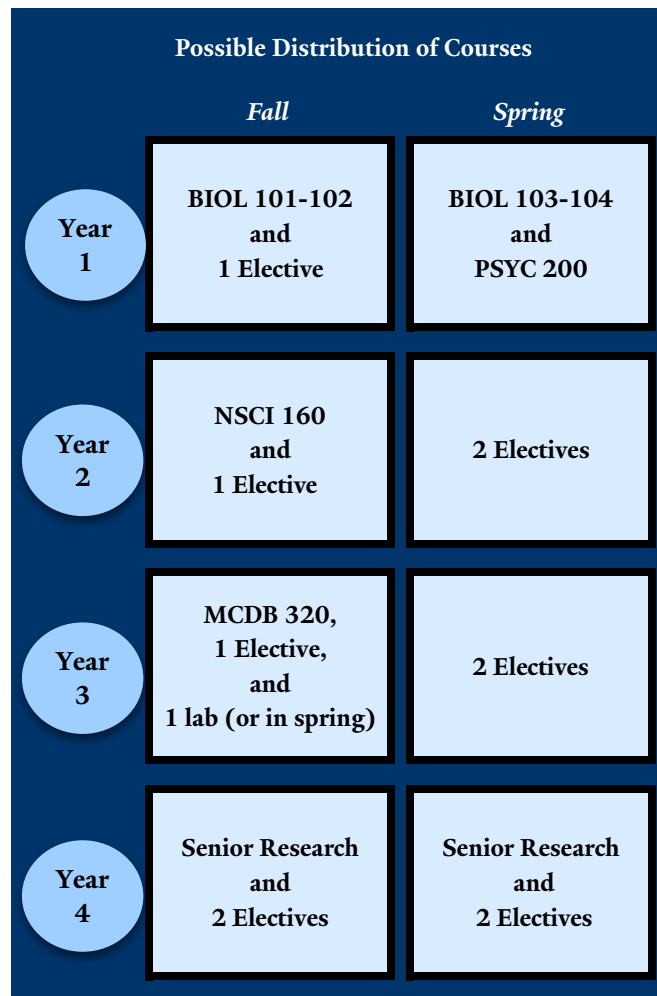 Possible Distribution of Courses
Fall
Spring
Year
1
BIOL 101-102
and
1 Elective
BIOL 103-104
and
PSYC 200
Year
2
NSCI 160
and
1 Elective
2 Electives
Year
3
MCDB 320,
1 Elective,
and
1 lab (or in spring)
2 Electives
Year
4
Senior Research
and
2 Electives
Senior Research
and
2 Electives